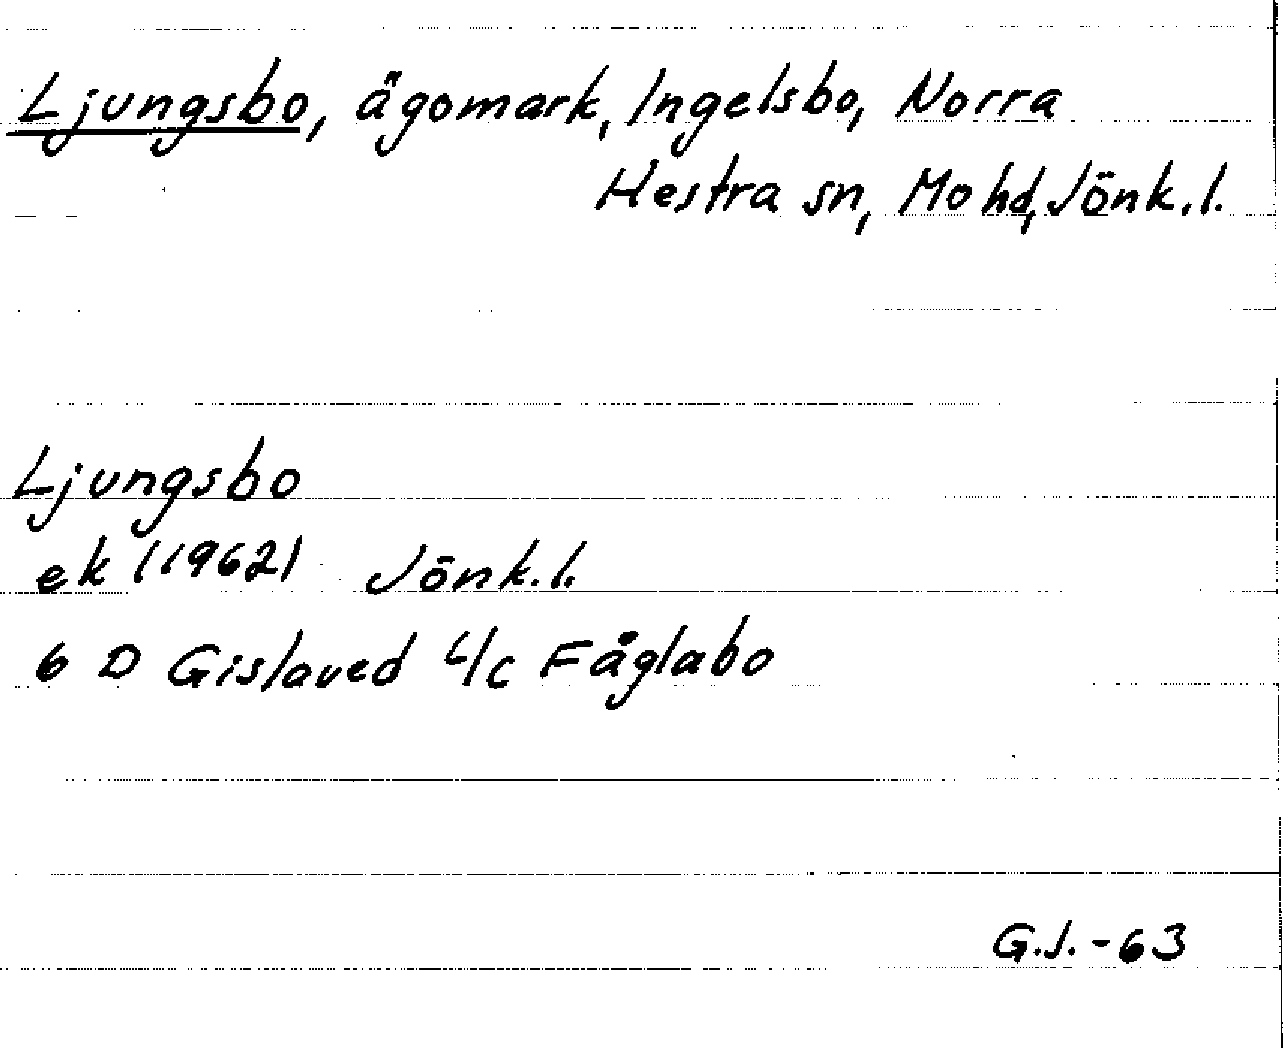 Ljungsbo, ägomark, Ingelsbo, Norra
Hestra sn, Mo hd, Jönk.l.
Ljungsbo
ek (1962) Jönk.l.
6 D Gislaved 4/c Fåglabo
G.J.-63